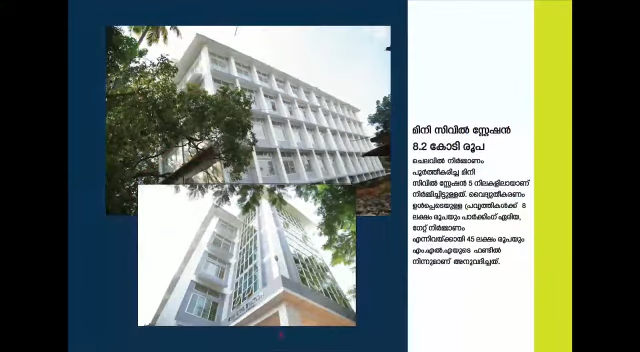 മിനി സിവിൽ സ്റ്റേഷൻ
8.2 കോടി രൂപ
ചെലവിൽ നിർമ്മാണം
പൂർത്തീകരിച്ച മിനി
സിവിൽ സ്റ്റേഷൻ 5 നിലകളിലായാണ്
നിർമ്മിച്ചിട്ടുള്ളത്. വൈദ്യുതീകരണം
ഉൾപ്പെടെയുള്ള പ്രവൃത്തികൾക്ക് 8
ലക്ഷം രൂപയും പാർക്കിംഗ് ഏരിയ,
ഗേറ്റ് നിർമ്മാണം
എന്നിവയ്ക്കായി 45 ലക്ഷം രൂപയും
എം.എൽ.എയുടെ ഫണ്ടിൽ
നിന്നുമാണ് അനുവദിച്ചത്.